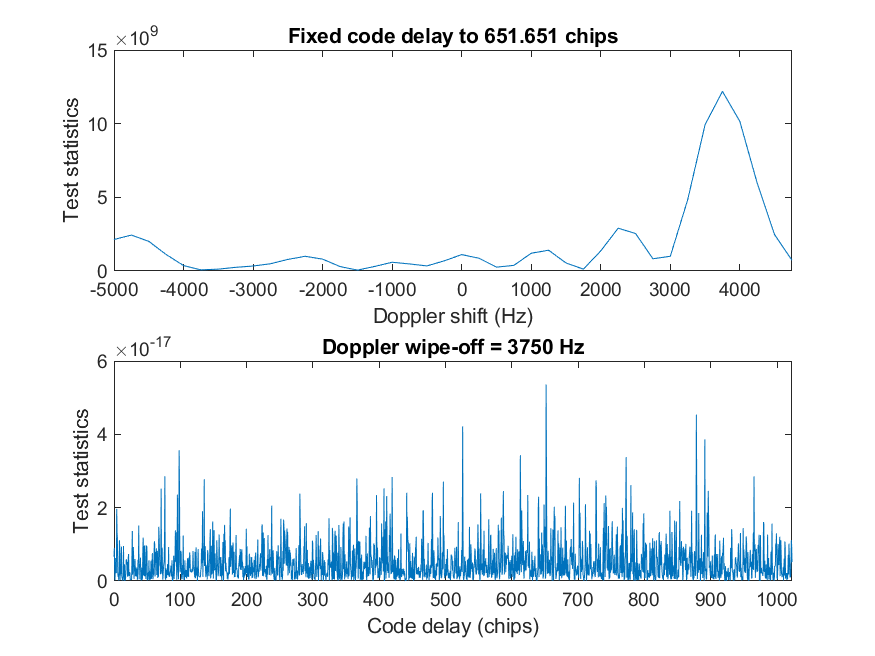 ×10^9
Fixed code delay to 651.651 chips
15
10
5
0
Test statistics
-5000 -4000 -3000 -2000 -1000 0 1000 2000 3000 4000
Doppler shift (Hz)
×10^-17
Doppler wipe-off = 3750 Hz
6
4
2
0
Test statistics
0 100 200 300 400 500 600 700 800 900 1000
Code delay (chips)